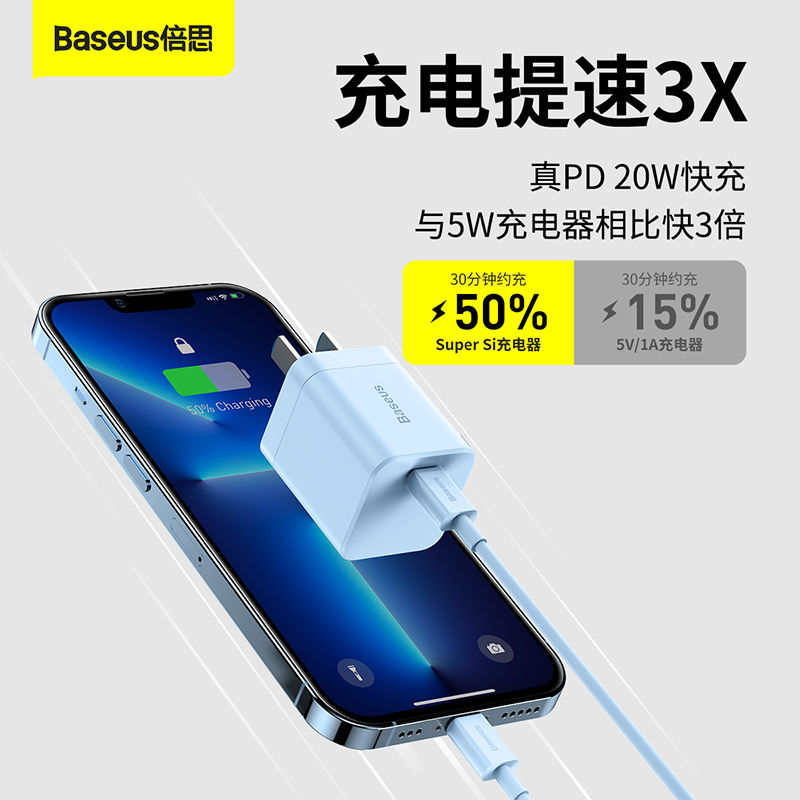 Baseus倍思
充电提速3X
真PD 20W快充
与5W充电器相比快3倍
30分钟约充
50%
Super Si充电器
30分钟约充
15%
5V/1A充电器
50% Charging
Baseus
Baseus
Baseus